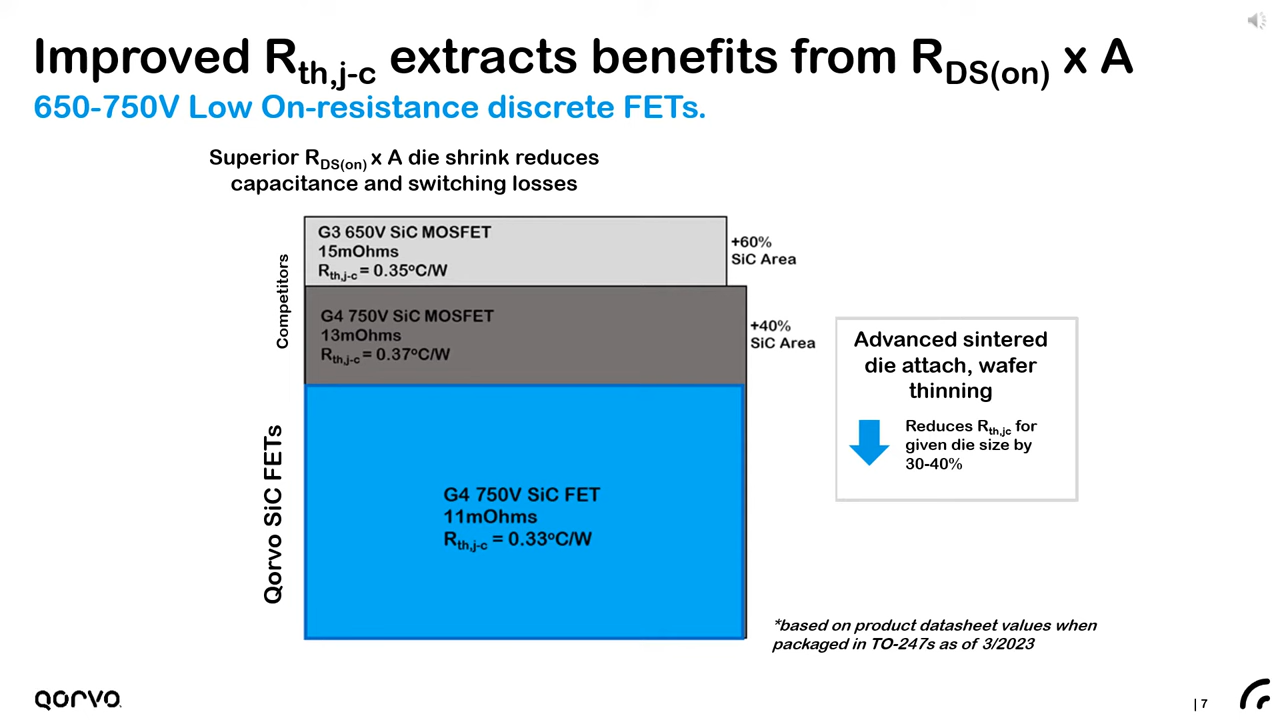 Improved Rth,j-c extracts benefits from RDS(on) x A
650-750V Low On-resistance discrete FETs.
Superior RDS(on) x A die shrink reduces
capacitance and switching losses
Competitors
G3 650V SiC MOSFET
15mOhms
Rth,j-c = 0.35°C/W
+60%
SiC Area
G4 750V SiC MOSFET
13mOhms
Rth,j-c = 0.37°C/W
+40%
SiC Area
Qorvo SiC FETs
G4 750V SiC FET
11mOhms
Rth,j-c = 0.33°C/W
Advanced sintered
die attach, wafer
thinning
Reduces Rth,jc for
given die size by
30-40%
*based on product datasheet values when
packaged in TO-247s as of 3/2023
QORVO
| 7